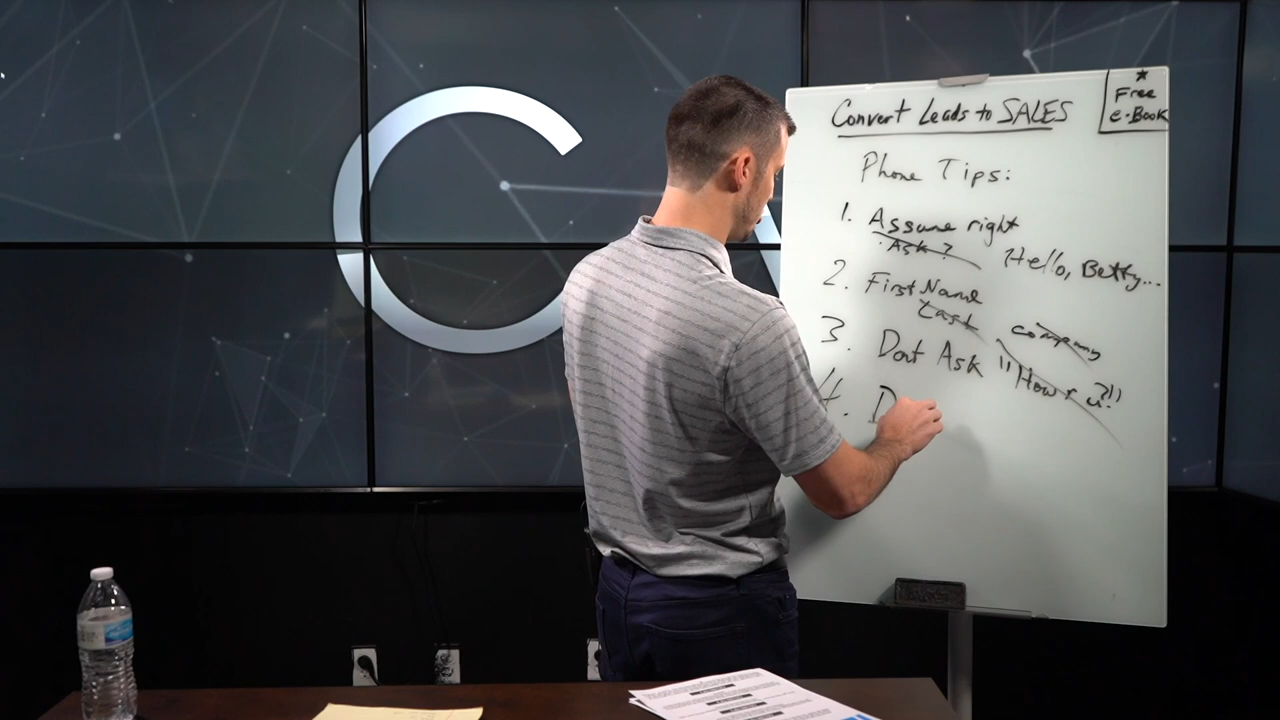 Convert Leads to SALES
Free
e-Book
Phone Tips:
1. Assume right
Ask?
Hello, Betty...
2. First Name
Last
company
3. Dont Ask "How r u?!"
4. D
C